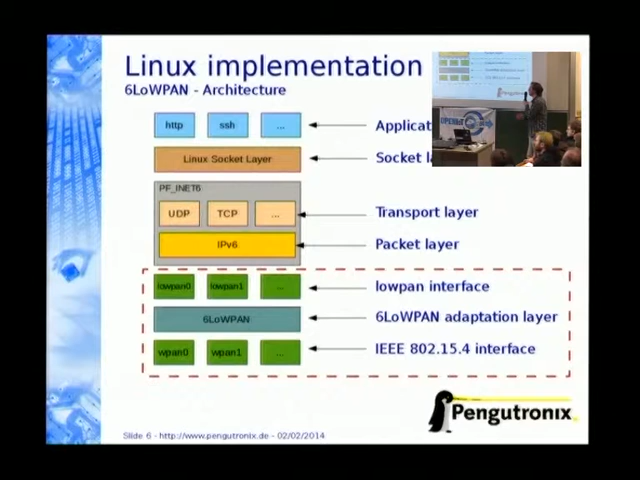 Linux implementation
6LoWPAN - Architecture
http ssh ... Applicat
Linux Socket Layer Socket la
PF_INET6
UDP TCP ... Transport layer
IPv6 Packet layer
lowpan0 lowpan1 ... lowpan interface
6LoWPAN 6LoWPAN adaptation layer
wpan0 wpan1 ... IEEE 802.15.4 interface
Pengutronix
Slide 6 - http://www.pengutronix.de - 02/02/2014